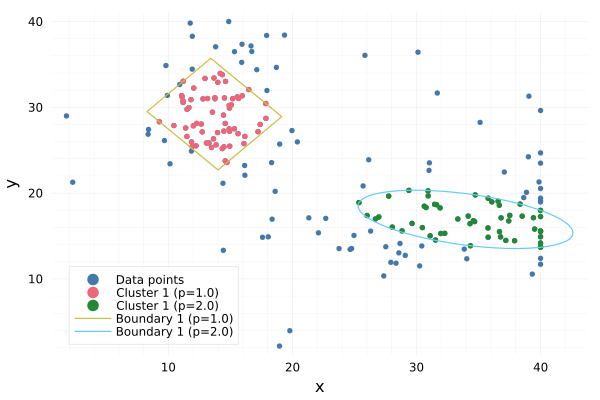 40
30
20
10
y
Data points
Cluster 1 (p=1.0)
Cluster 1 (p=2.0)
Boundary 1 (p=1.0)
Boundary 1 (p=2.0)
10
20
30
40
x